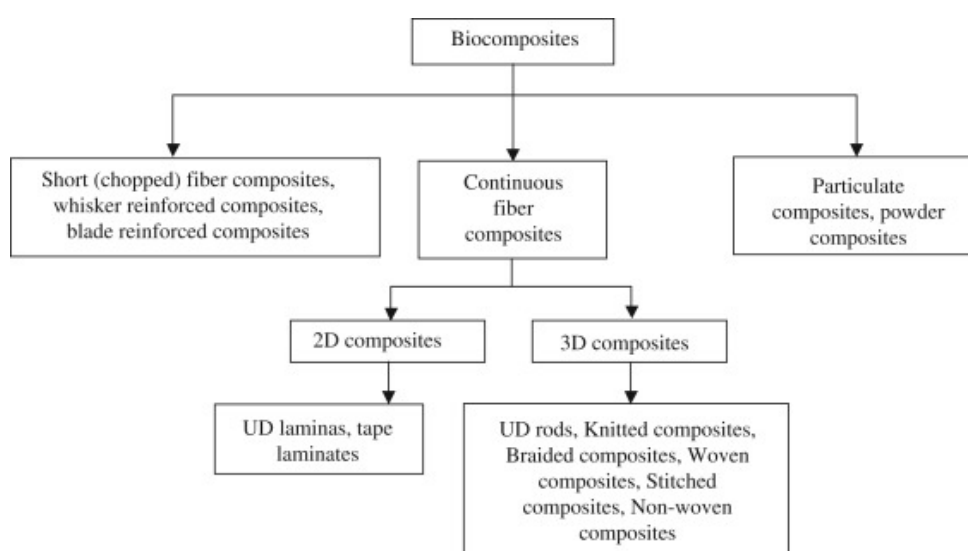 Biocomposites
Short (chopped) fiber composites,
whisker reinforced composites,
blade reinforced composites
Continuous
fiber
composites
Particulate
composites, powder
composites
2D composites
3D composites
UD laminas, tape
laminates
UD rods, Knitted composites,
Braided composites, Woven
composites, Stitched
composites, Non-woven
composites